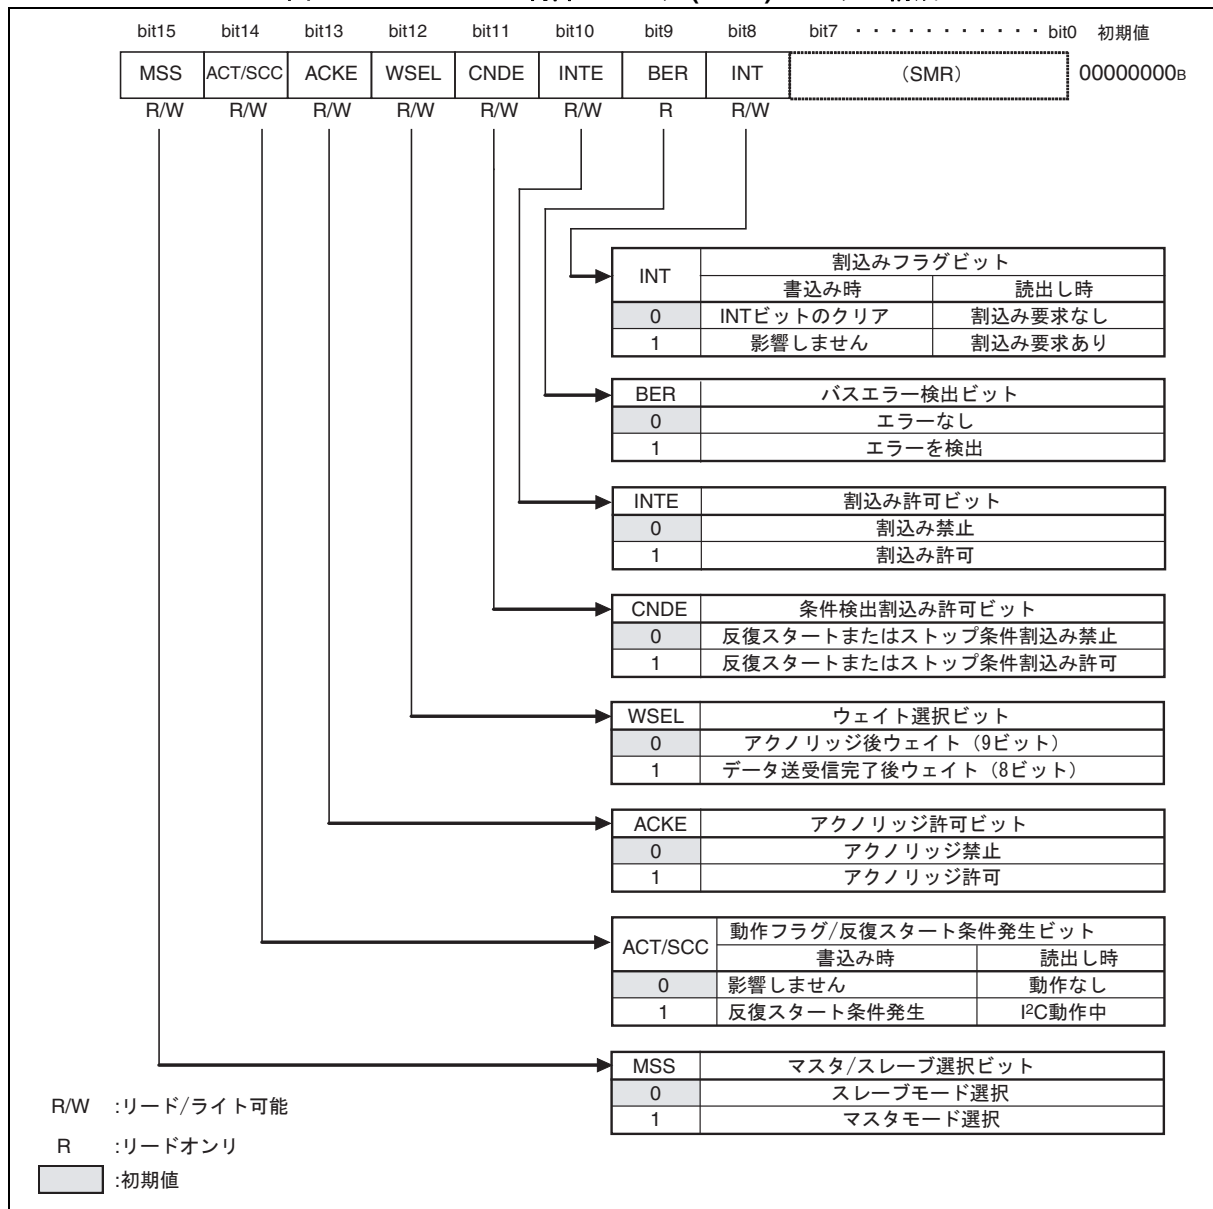 bit15 bit14 bit13 bit12 bit11 bit10 bit9 bit8 bit7 ・・・・・・・・・・・ bit0 初期値
MSS ACT/SCC ACKE WSEL CNDE INTE BER INT (SMR) 00000000B
R/W R/W R/W R/W R/W R/W R R/W
INT 割込みフラグビット
書込み時 読出し時
0 INTビットのクリア 割込み要求なし
1 影響しません 割込み要求あり
BER バスエラー検出ビット
0 エラーなし
1 エラーを検出
INTE 割込み許可ビット
0 割込み禁止
1 割込み許可
CNDE 条件検出割込み許可ビット
0 反復スタートまたはストップ条件割込み禁止
1 反復スタートまたはストップ条件割込み許可
WSEL ウェイト選択ビット
0 アクノリッジ後ウェイト (9ビット)
1 データ送受信完了後ウェイト (8ビット)
ACKE アクノリッジ許可ビット
0 アクノリッジ禁止
1 アクノリッジ許可
ACT/SCC 動作フラグ/反復スタート条件発生ビット
書込み時 読出し時
0 影響しません 動作なし
1 反復スタート条件発生 I²C動作中
MSS マスタ/スレーブ選択ビット
0 スレーブモード選択
1 マスタモード選択
R/W :リード/ライト可能
R :リードオンリ
:初期値